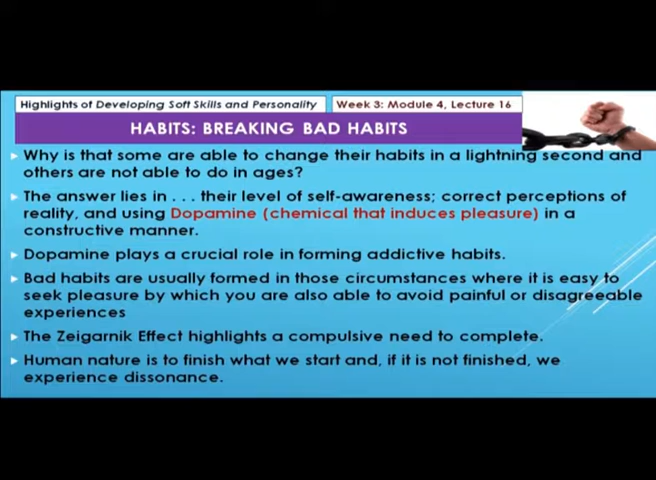 Highlights of Developing Soft Skills and Personality
Week 3: Module 4, Lecture 16
HABITS: BREAKING BAD HABITS
Why is that some are able to change their habits in a lightning second and
others are not able to do in ages?
The answer lies in . . . their level of self-awareness; correct perceptions of
reality, and using Dopamine (chemical that induces pleasure) in a
constructive manner.
Dopamine plays a crucial role in forming addictive habits.
Bad habits are usually formed in those circumstances where it is easy to
seek pleasure by which you are also able to avoid painful or disagreeable
experiences
The Zeigarnik Effect highlights a compulsive need to complete.
Human nature is to finish what we start and, if it is not finished, we
experience dissonance.